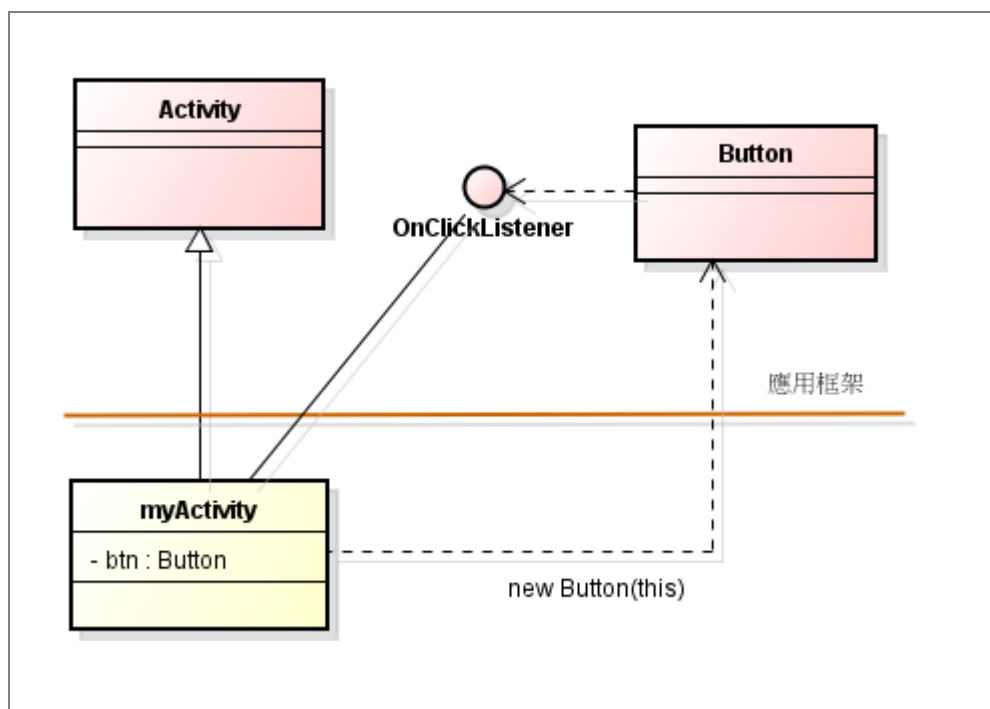 Activity
Button
OnClickListener
應用框架
myActivity
- btn : Button
new Button(this)